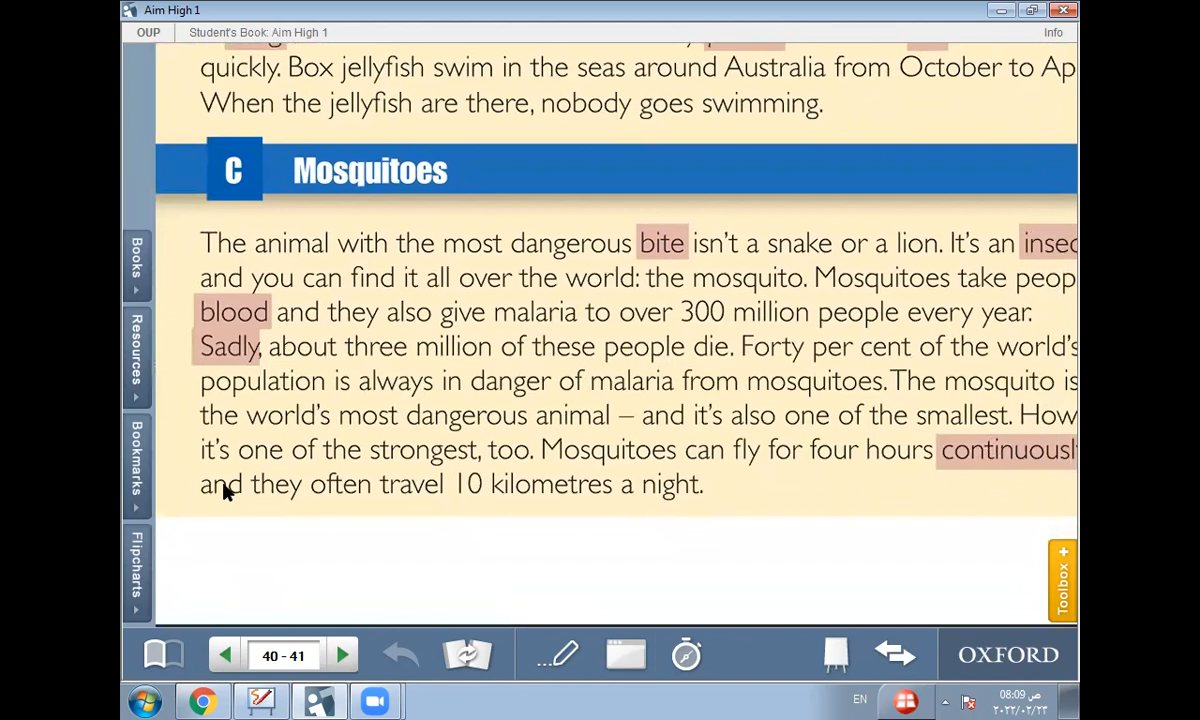 Aim High 1
OUP Student's Book: Aim High 1 Info
quickly. Box jellyfish swim in the seas around Australia from October to Ap
When the jellyfish are there, nobody goes swimming.
C Mosquitoes
The animal with the most dangerous bite isn't a snake or a lion. It's an insec
and you can find it all over the world: the mosquito. Mosquitoes take peop
blood and they also give malaria to over 300 million people every year.
Sadly, about three million of these people die. Forty per cent of the world's
population is always in danger of malaria from mosquitoes. The mosquito is
the world's most dangerous animal – and it's also one of the smallest. How
it's one of the strongest, too. Mosquitoes can fly for four hours continuousl
and they often travel 10 kilometres a night.
Books
Resources
Bookmarks
Flipcharts
Toolbox +
40 - 41
OXFORD
EN
08:09 ص
٢٠٢٢/٠٢/٢٣